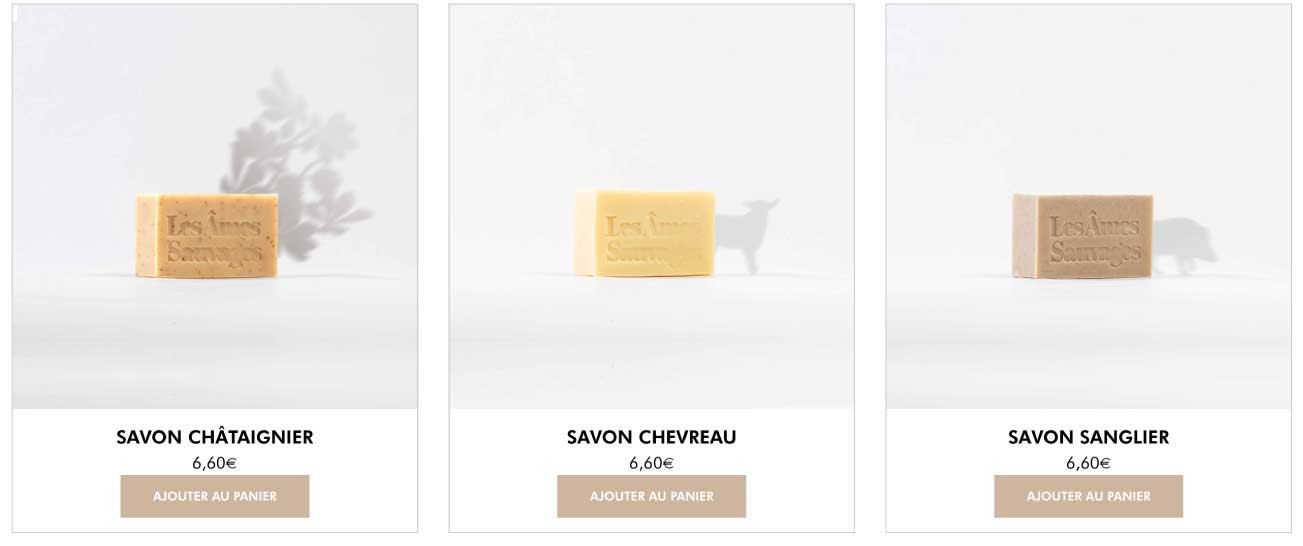 Les Âmes
Sauvages
SAVON CHÂTAIGNIER
6,60€
AJOUTER AU PANIER
Les Âmes
Sauvages
SAVON CHEVREAU
6,60€
AJOUTER AU PANIER
Les Âmes
Sauvages
SAVON SANGLIER
6,60€
AJOUTER AU PANIER